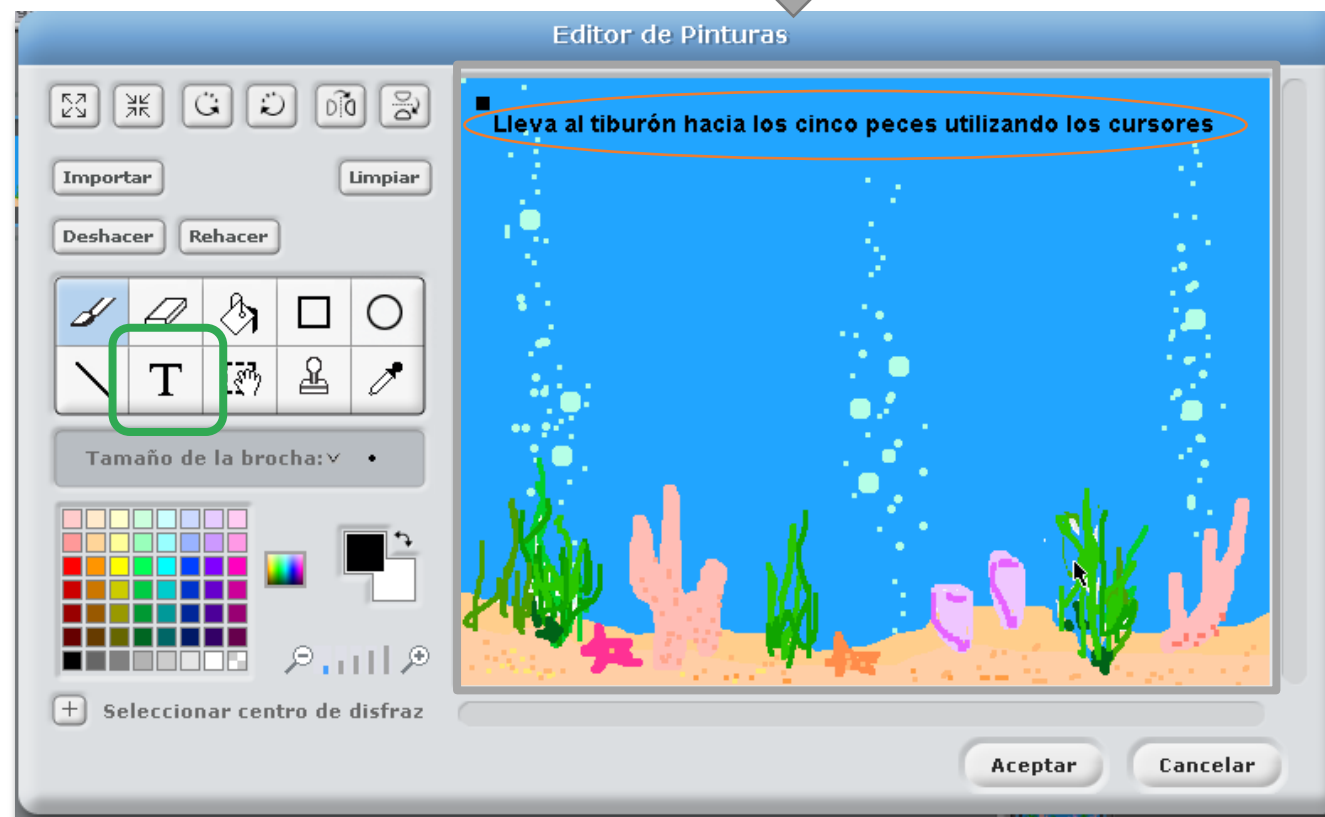 Editor de Pinturas
Importar
Limpiar
Deshacer
Rehacer
T
Tamaño de la brocha:
Seleccionar centro de disfraz
Lleva al tiburón hacia los cinco peces utilizando los cursores
Aceptar
Cancelar